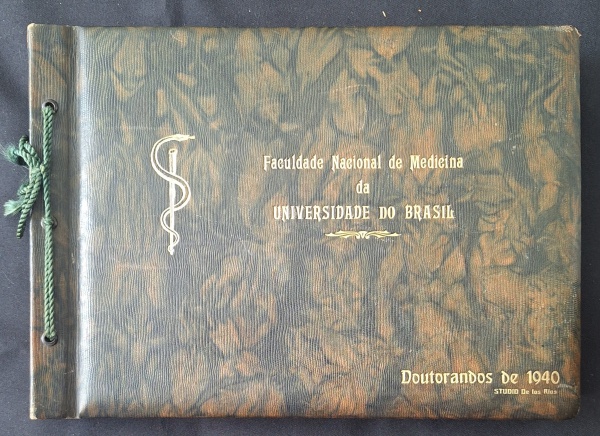 Faculdade Nacional de Medicina
da
UNIVERSIDADE DO BRASIL
Doutorandos de 1940
STUDIO De los Rios